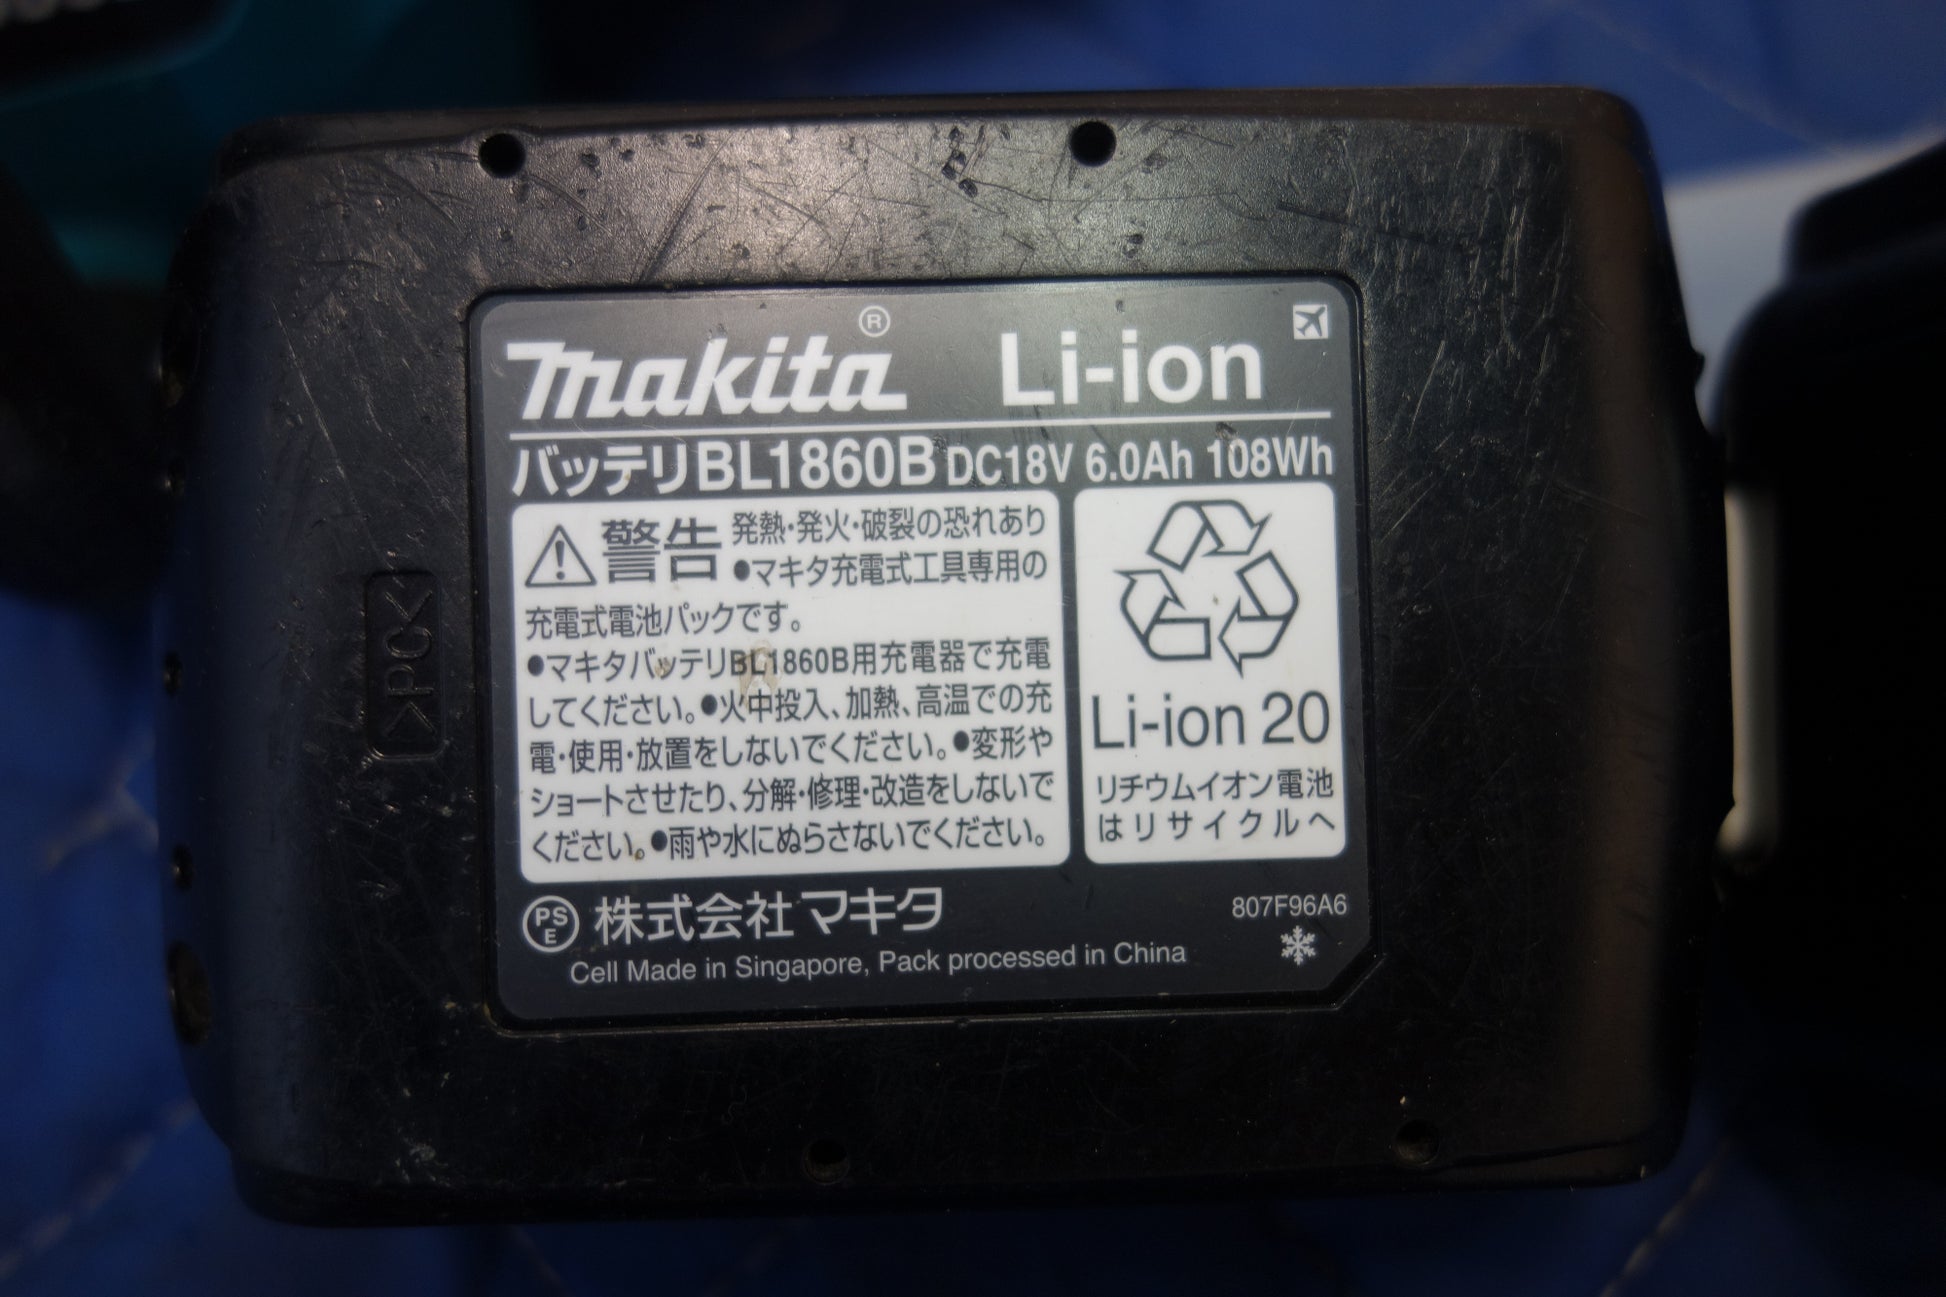 makita® Li-ion
バッテリBL1860B DC18V 6.0Ah 108Wh
警告 発熱・発火・破裂の恐れあり
●マキタ充電式工具専用の
充電式電池パックです。
●マキタバッテリBL1860B用充電器で充電
してください。●火中投入、加熱、高温での充
電・使用・放置をしないでください。●変形や
ショートさせたり、分解・修理・改造をしないで
ください。●雨や水にぬらさないでください。
Li-ion 20
リチウムイオン電池
はリサイクルへ
PSE 株式会社マキタ
807F96A6
Cell Made in Singapore, Pack processed in China
>PC<